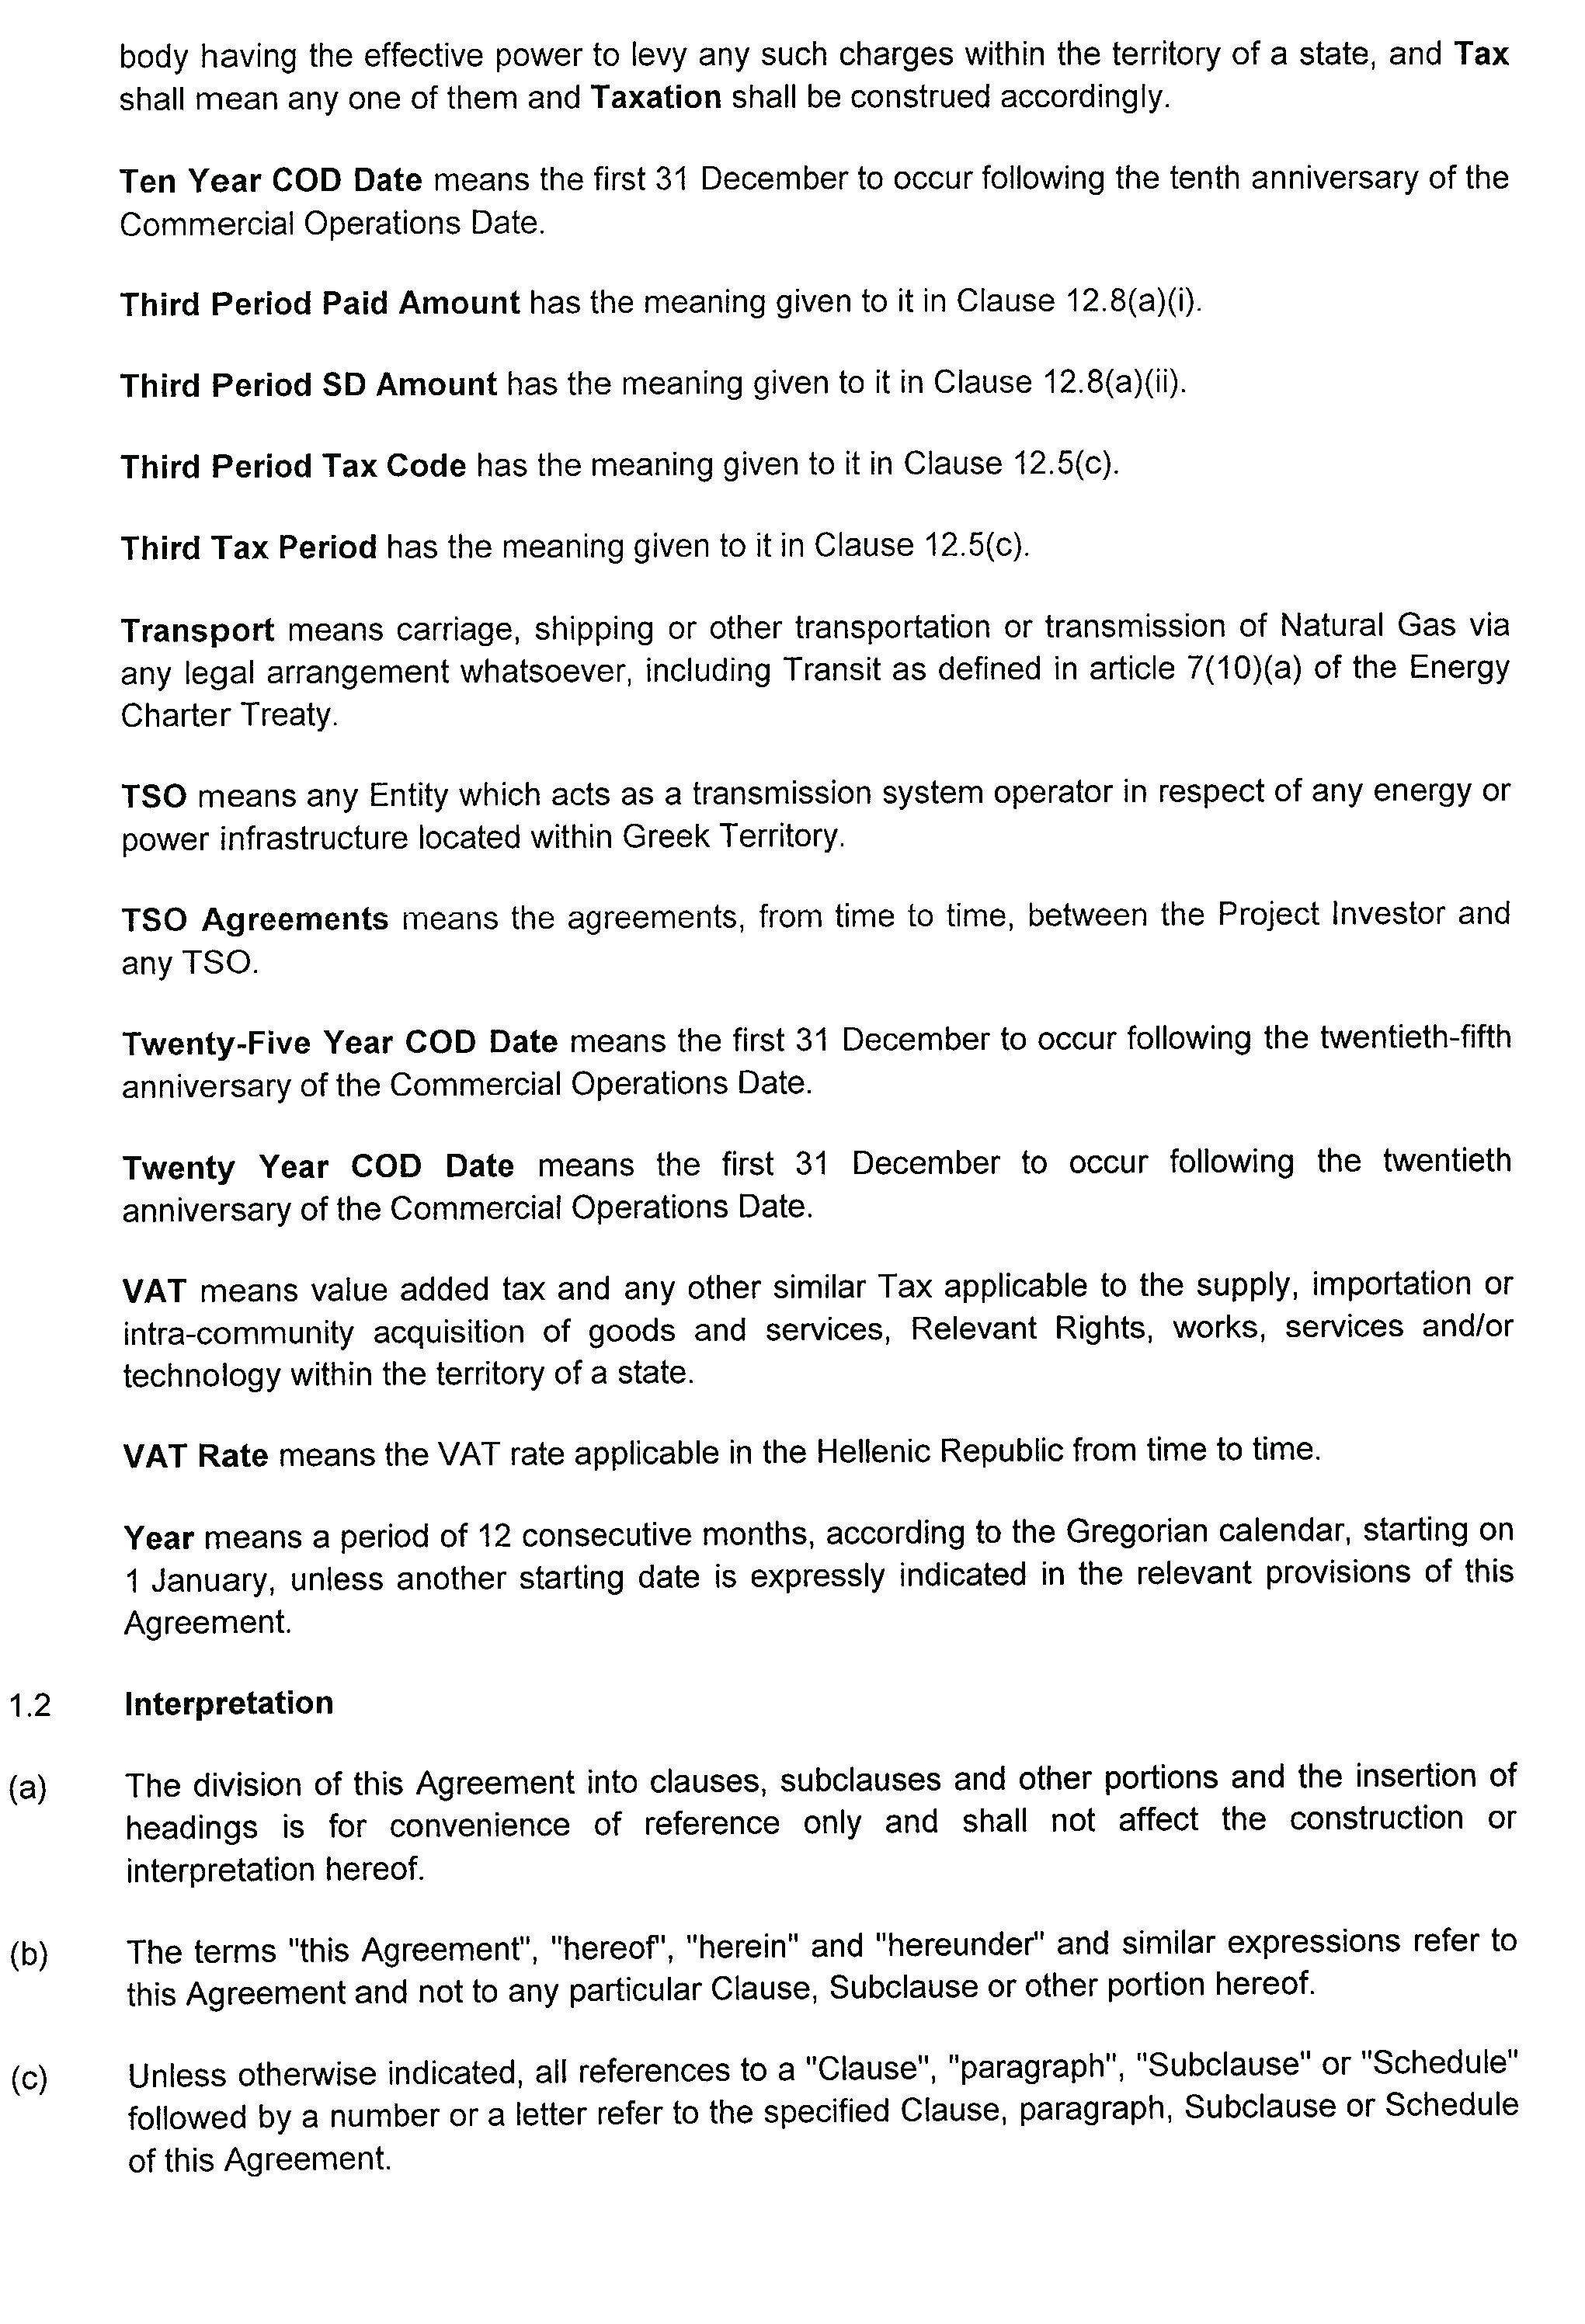 body having the effective power to levy any such charges within the territory of a state, and Tax
shall mean any one of them and Taxation shall be construed accordingly.
Ten Year COD Date means the first 31 December to occur following the tenth anniversary of the
Commercial Operations Date.
Third Period Paid Amount has the meaning given to it in Clause 12.8(a)(i).
Third Period SD Amount has the meaning given to it in Clause 12.8(a)(ii).
Third Period Tax Code has the meaning given to it in Clause 12.5(c).
Third Tax Period has the meaning given to it in Clause 12.5(c).
Transport means carriage, shipping or other transportation or transmission of Natural Gas via
any legal arrangement whatsoever, including Transit as defined in article 7(10)(a) of the Energy
Charter Treaty.
TSO means any Entity which acts as a transmission system operator in respect of any energy or
power infrastructure located within Greek Territory.
TSO Agreements means the agreements, from time to time, between the Project Investor and
any TSO.
Twenty-Five Year COD Date means the first 31 December to occur following the twentieth-fifth
anniversary of the Commercial Operations Date.
Twenty Year COD Date means the first 31 December to occur following the twentieth
anniversary of the Commercial Operations Date.
VAT means value added tax and any other similar Tax applicable to the supply, importation or
intra-community acquisition of goods and services, Relevant Rights, works, services and/or
technology within the territory of a state.
VAT Rate means the VAT rate applicable in the Hellenic Republic from time to time.
Year means a period of 12 consecutive months, according to the Gregorian calendar, starting on
1 January, unless another starting date is expressly indicated in the relevant provisions of this
Agreement.
1.2 Interpretation
(a) The division of this Agreement into clauses, subclauses and other portions and the insertion of
headings is for convenience of reference only and shall not affect the construction or
interpretation hereof.
(b) The terms "this Agreement", "hereof", "herein" and "hereunder" and similar expressions refer to
this Agreement and not to any particular Clause, Subclause or other portion hereof.
(c) Unless otherwise indicated, all references to a "Clause", "paragraph", "Subclause" or "Schedule"
followed by a number or a letter refer to the specified Clause, paragraph, Subclause or Schedule
of this Agreement.